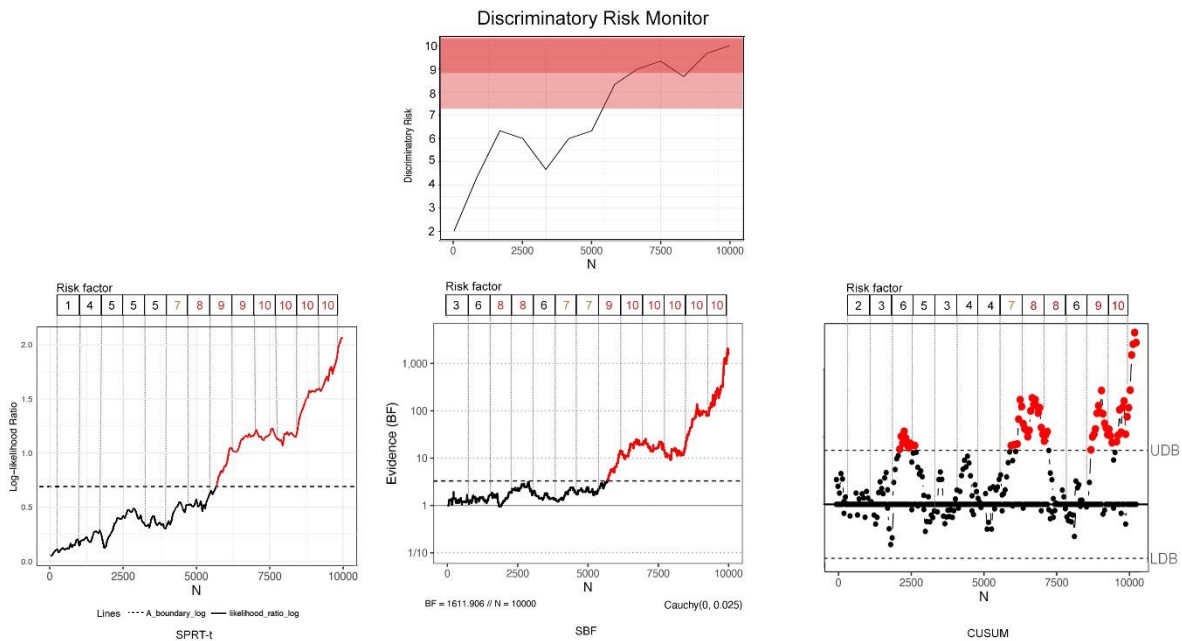 Discriminatory Risk Monitor
10
9
8
7
6
5
4
3
2
Discriminatory Risk
0 2500 5000 7500 10000
N
Risk factor
1 4 5 5 5 7 8 9 9 10 10 10 10
2.0
1.5
1.0
0.5
0.0
Log-likelihood Ratio
0 2500 5000 7500 10000
N
Lines A_boundary_log likelihood_ratio_log
SPRT-t
Risk factor
3 6 8 8 6 7 7 9 10 10 10 10 10
1,000
100
10
1
1/10
Evidence (BF)
0 2500 5000 7500 10000
N
BF = 1611.906 // N = 10000 Cauchy(0, 0.025)
SBF
Risk factor
2 3 6 5 3 4 4 7 8 8 6 9 10
UDB
LDB
0 2500 5000 7500 10000
N
CUSUM